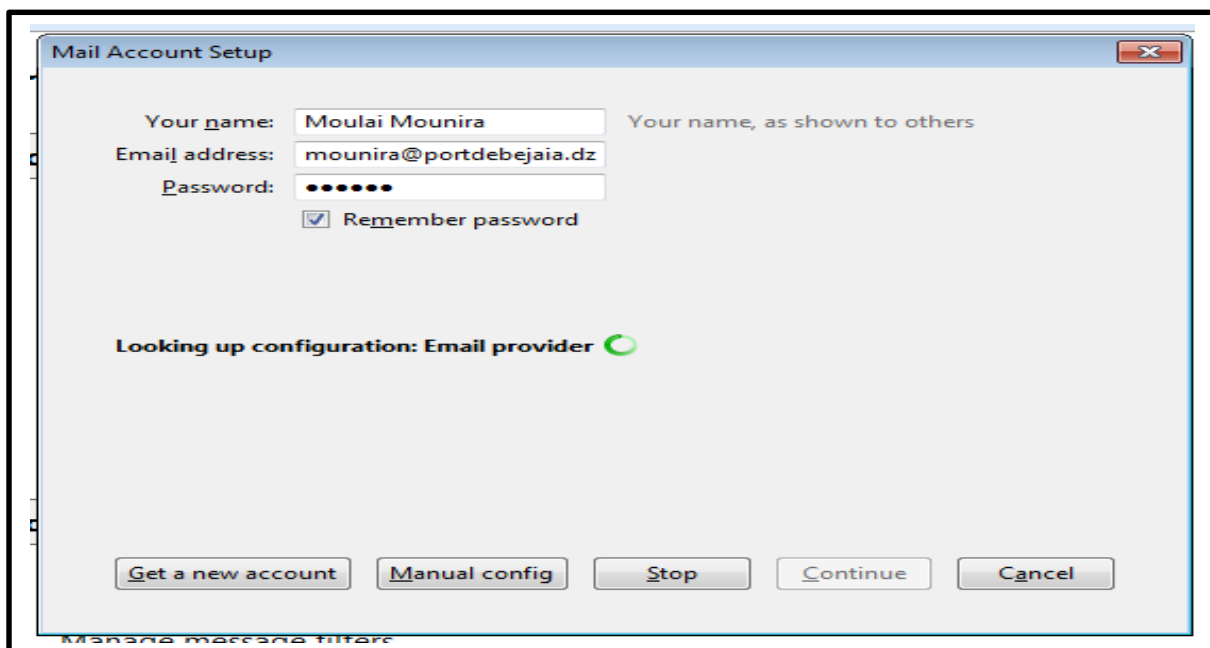 Mail Account Setup
Your name: Moulai Mounira Your name, as shown to others
Email address: mounira@portdebejaia.dz
Password: ••••••
Remember password
Looking up configuration: Email provider
Get a new account Manual config Stop Continue Cancel
Manage message filters